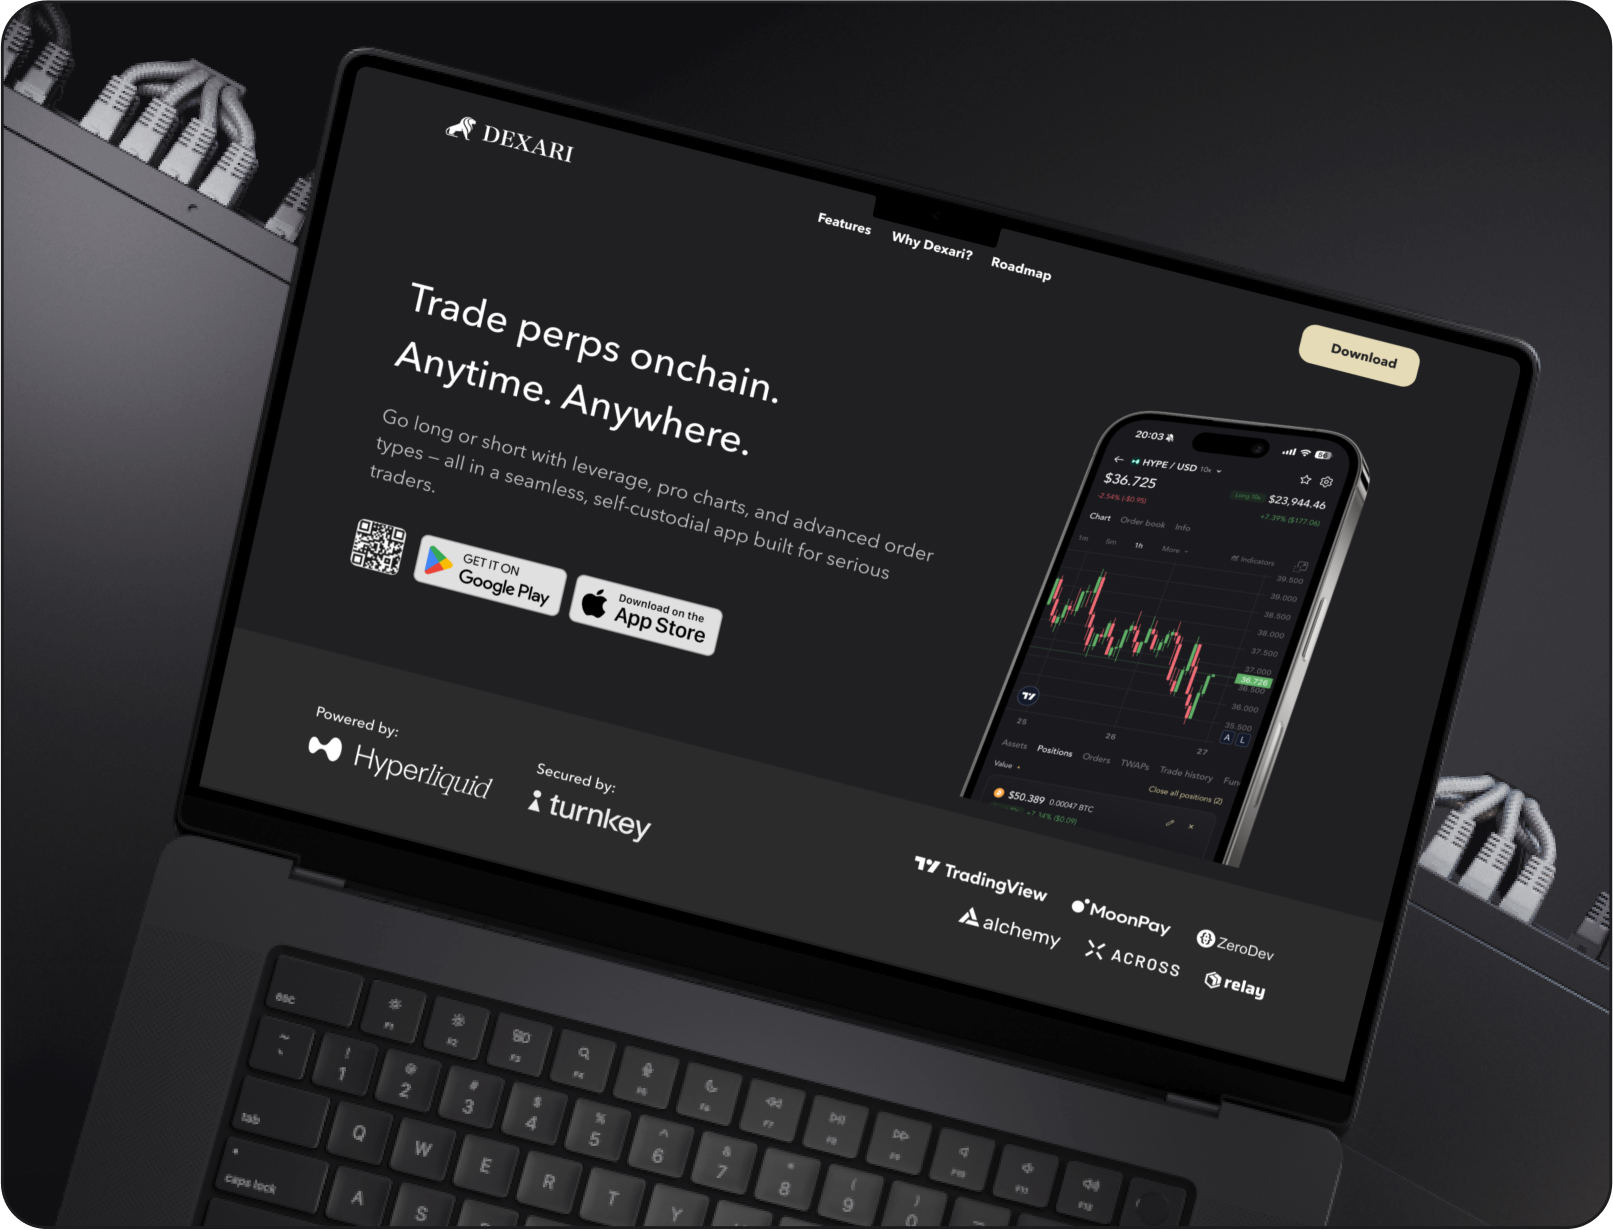 DEXARI
Features
Why Dexari?
Roadmap
Download
Trade perps onchain.
Anytime. Anywhere.
Go long or short with leverage, pro charts, and advanced order
types – all in a seamless, self-custodial app built for serious
traders.
GET IT ON
Google Play
Download on the
App Store
20:03
HYPE / USD 10x
$36.725
-2.54% (-$0.95)
Long 10x $23,944.46
+7.39% ($177.06)
Chart Order book Info
1m 5m 1h More
Indicators
39.500
39.000
38.500
38.000
37.500
37.000
36.726
36.500
36.000
35.500
A L
25 26 27
Assets Positions Orders TWAPs Trade history Fun
Value
Close all positions (2)
$50.389 0.00047 BTC
($0.09)
Powered by:
Hyperliquid
Secured by:
turnkey
TradingView
MoonPay
ZeroDev
alchemy
ACROSS
relay
esc
F1 F2 F3 F4 F5 F6 F7 F8 F9 F10 F11 F12
~ `
! 1
@ 2
# 3
$ 4
% 5
^ 6
& 7
* 8
( 9
) 0
tab
Q W E R T Y
caps lock
A S